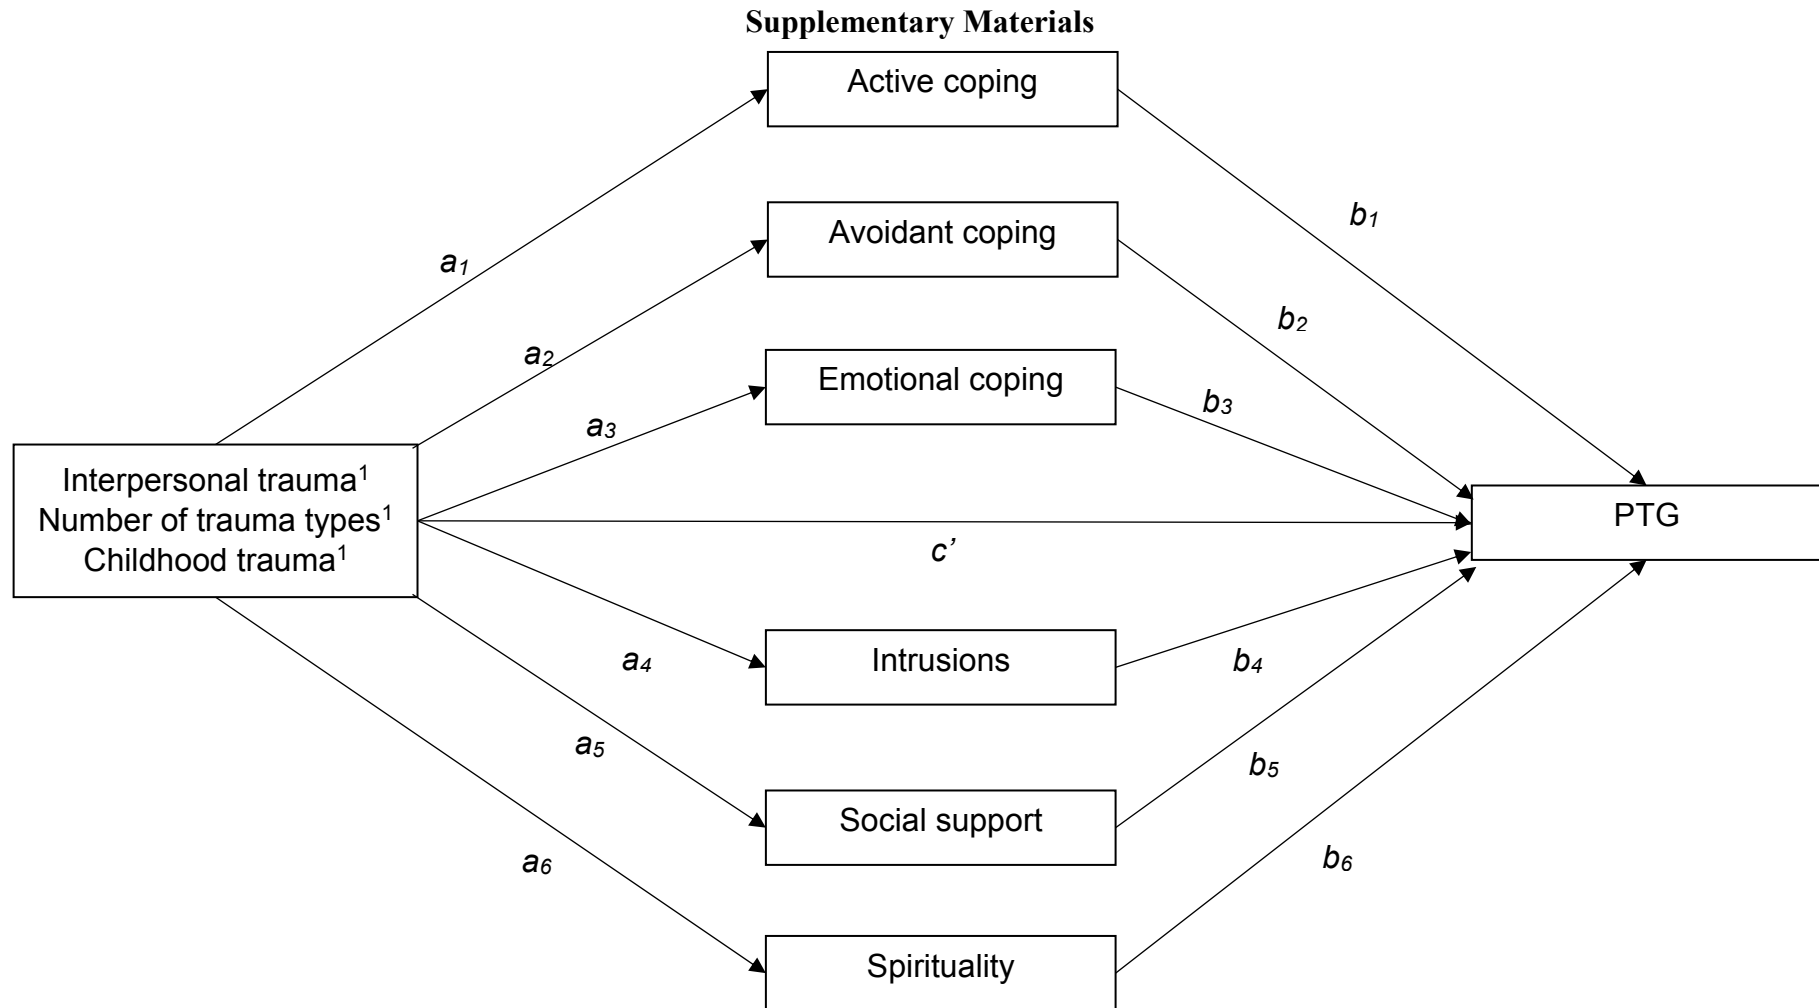 Supplementary Materials
Active coping
a1
b1
Avoidant coping
a2
b2
Emotional coping
a3
b3
Interpersonal trauma1
Number of trauma types1
Childhood trauma1
c’
PTG
Intrusions
a4
b4
Social support
a5
b5
Spirituality
a6
b6